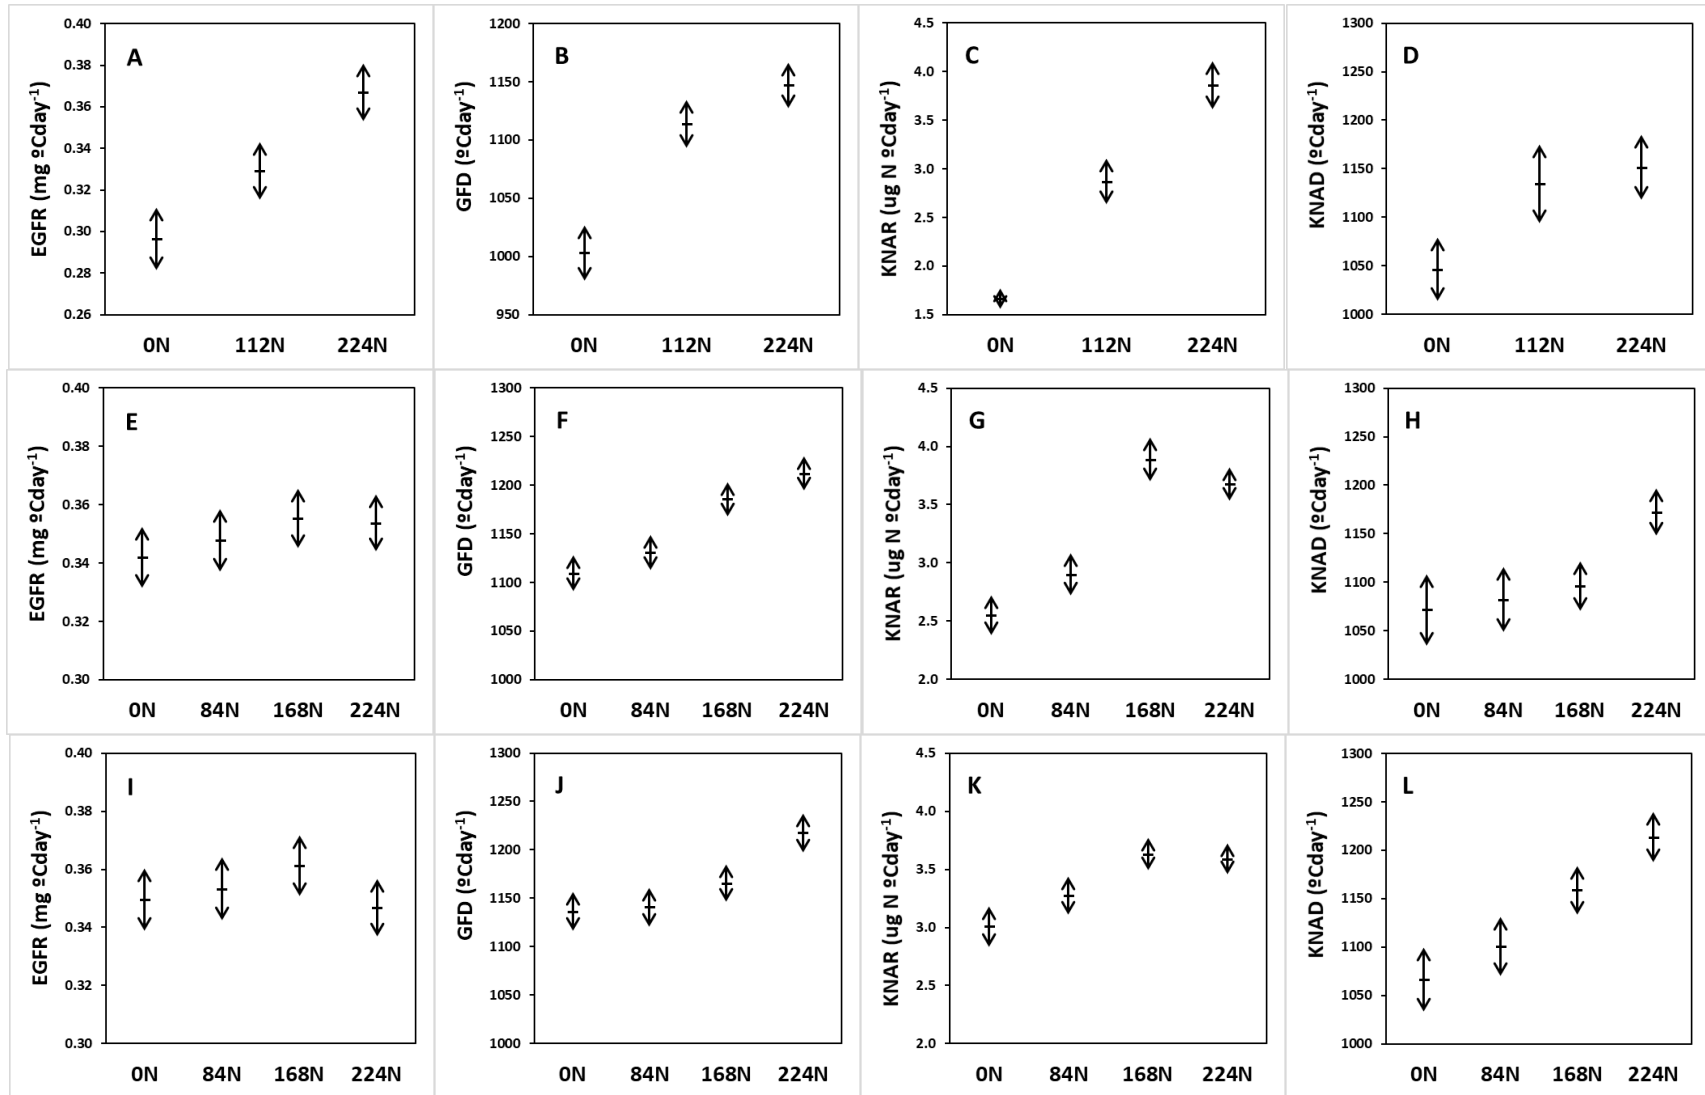 A
EGFR (mg ºCday-1)
0.40
0.38
0.36
0.34
0.32
0.30
0.28
0.26
0N 112N 224N
B
GFD (ºCday-1)
1200
1150
1100
1050
1000
950
0N 112N 224N
C
KNAR (ug N ºCday-1)
4.5
4.0
3.5
3.0
2.5
2.0
1.5
0N 112N 224N
D
KNAD (ºCday-1)
1300
1250
1200
1150
1100
1050
1000
0N 112N 224N
E
EGFR (mg ºCday-1)
0.40
0.38
0.36
0.34
0.32
0.30
0N 84N 168N 224N
F
GFD (ºCday-1)
1300
1250
1200
1150
1100
1050
1000
0N 84N 168N 224N
G
KNAR (ug N ºCday-1)
4.5
4.0
3.5
3.0
2.5
2.0
0N 84N 168N 224N
H
KNAD (ºCday-1)
1300
1250
1200
1150
1100
1050
1000
0N 84N 168N 224N
I
EGFR (mg ºCday-1)
0.40
0.38
0.36
0.34
0.32
0.30
0N 84N 168N 224N
J
GFD (ºCday-1)
1300
1250
1200
1150
1100
1050
1000
0N 84N 168N 224N
K
KNAR (ug N ºCday-1)
4.5
4.0
3.5
3.0
2.5
2.0
0N 84N 168N 224N
L
KNAD (ºCday-1)
1300
1250
1200
1150
1100
1050
1000
0N 84N 168N 224N